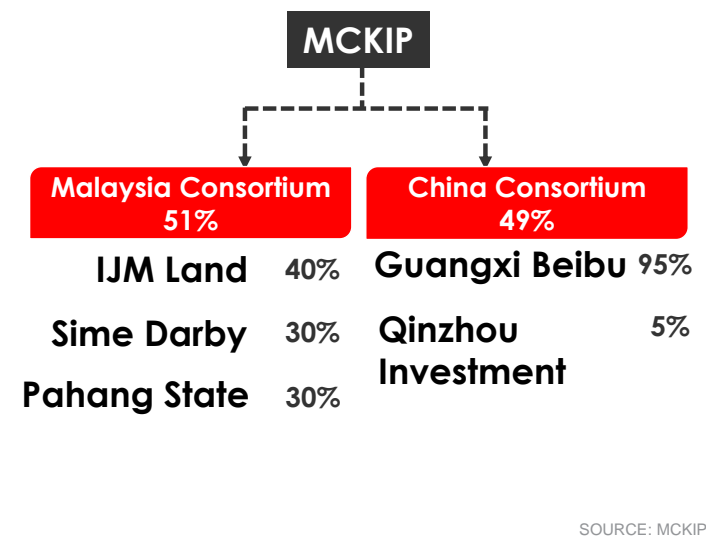 MCKIP
Malaysia Consortium
51%
IJM Land 40%
Sime Darby 30%
Pahang State 30%
China Consortium
49%
Guangxi Beibu 95%
Qinzhou 5%
Investment
SOURCE: MCKIP